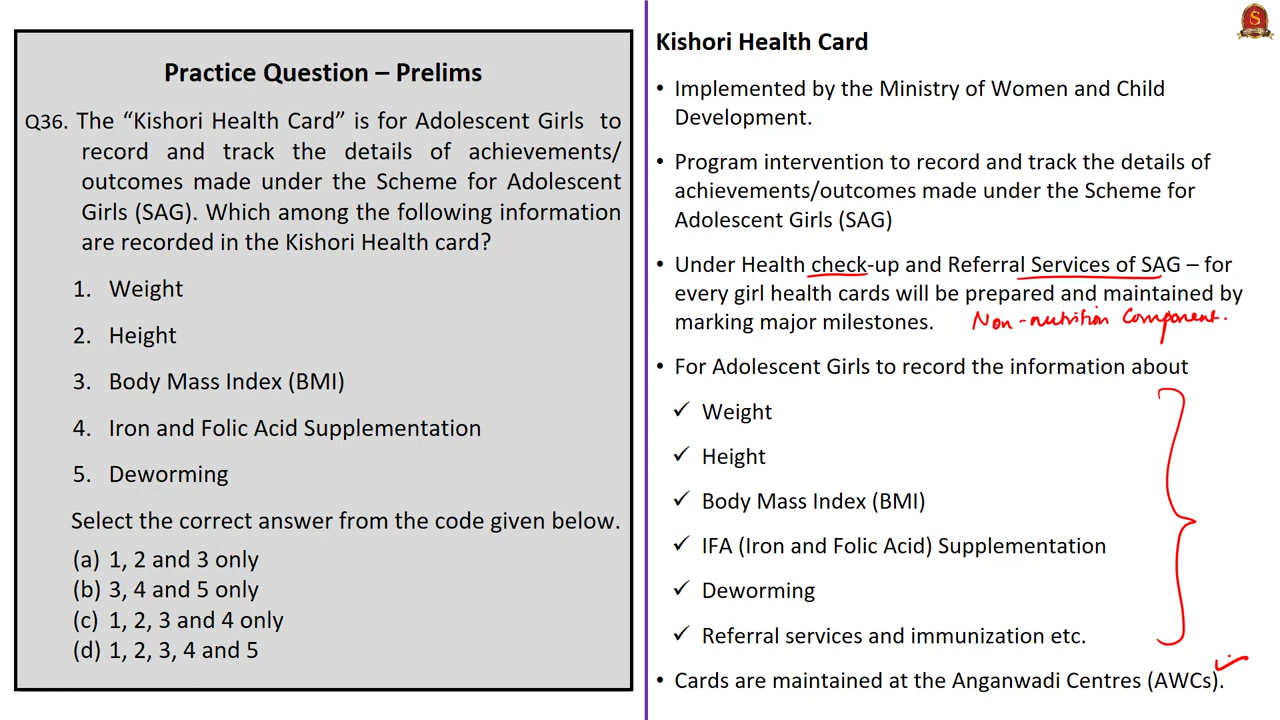 Practice Question – Prelims
Q36. The “Kishori Health Card” is for Adolescent Girls to
record and track the details of achievements/
outcomes made under the Scheme for Adolescent
Girls (SAG). Which among the following information
are recorded in the Kishori Health card?
1. Weight
2. Height
3. Body Mass Index (BMI)
4. Iron and Folic Acid Supplementation
5. Deworming
Select the correct answer from the code given below.
(a) 1, 2 and 3 only
(b) 3, 4 and 5 only
(c) 1, 2, 3 and 4 only
(d) 1, 2, 3, 4 and 5
S
Kishori Health Card
• Implemented by the Ministry of Women and Child
Development.
• Program intervention to record and track the details of
achievements/outcomes made under the Scheme for
Adolescent Girls (SAG)
• Under Health check-up and Referral Services of SAG – for
every girl health cards will be prepared and maintained by
marking major milestones.
Non-nutrition Component.
• For Adolescent Girls to record the information about
✓ Weight
✓ Height
✓ Body Mass Index (BMI)
✓ IFA (Iron and Folic Acid) Supplementation
✓ Deworming
✓ Referral services and immunization etc.
• Cards are maintained at the Anganwadi Centres (AWCs).